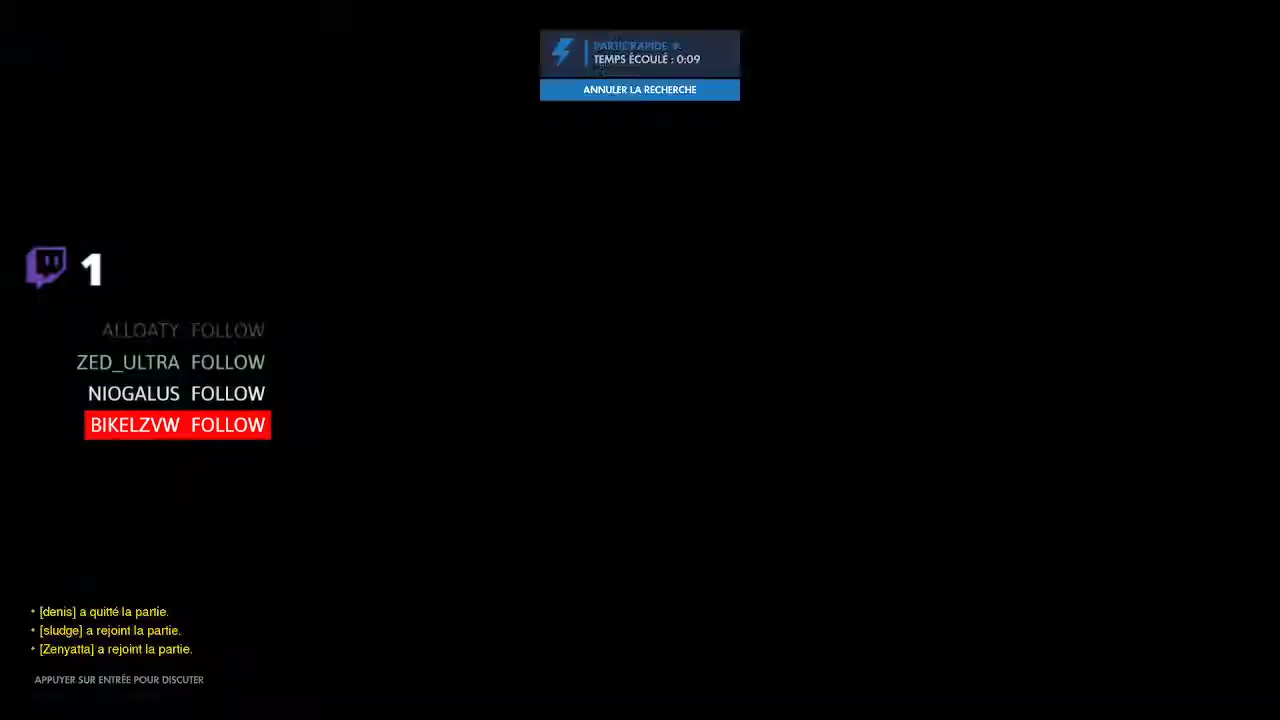 PARTIE RAPIDE
TEMPS ÉCOULÉ : 0:09
ANNULER LA RECHERCHE
1
ALLOATY FOLLOW
ZED_ULTRA FOLLOW
NIOGALUS FOLLOW
BIKELZVW FOLLOW
• [denis] a quitté la partie.
• [sludge] a rejoint la partie.
• [Zenyatta] a rejoint la partie.
APPUYER SUR ENTRÉE POUR DISCUTER